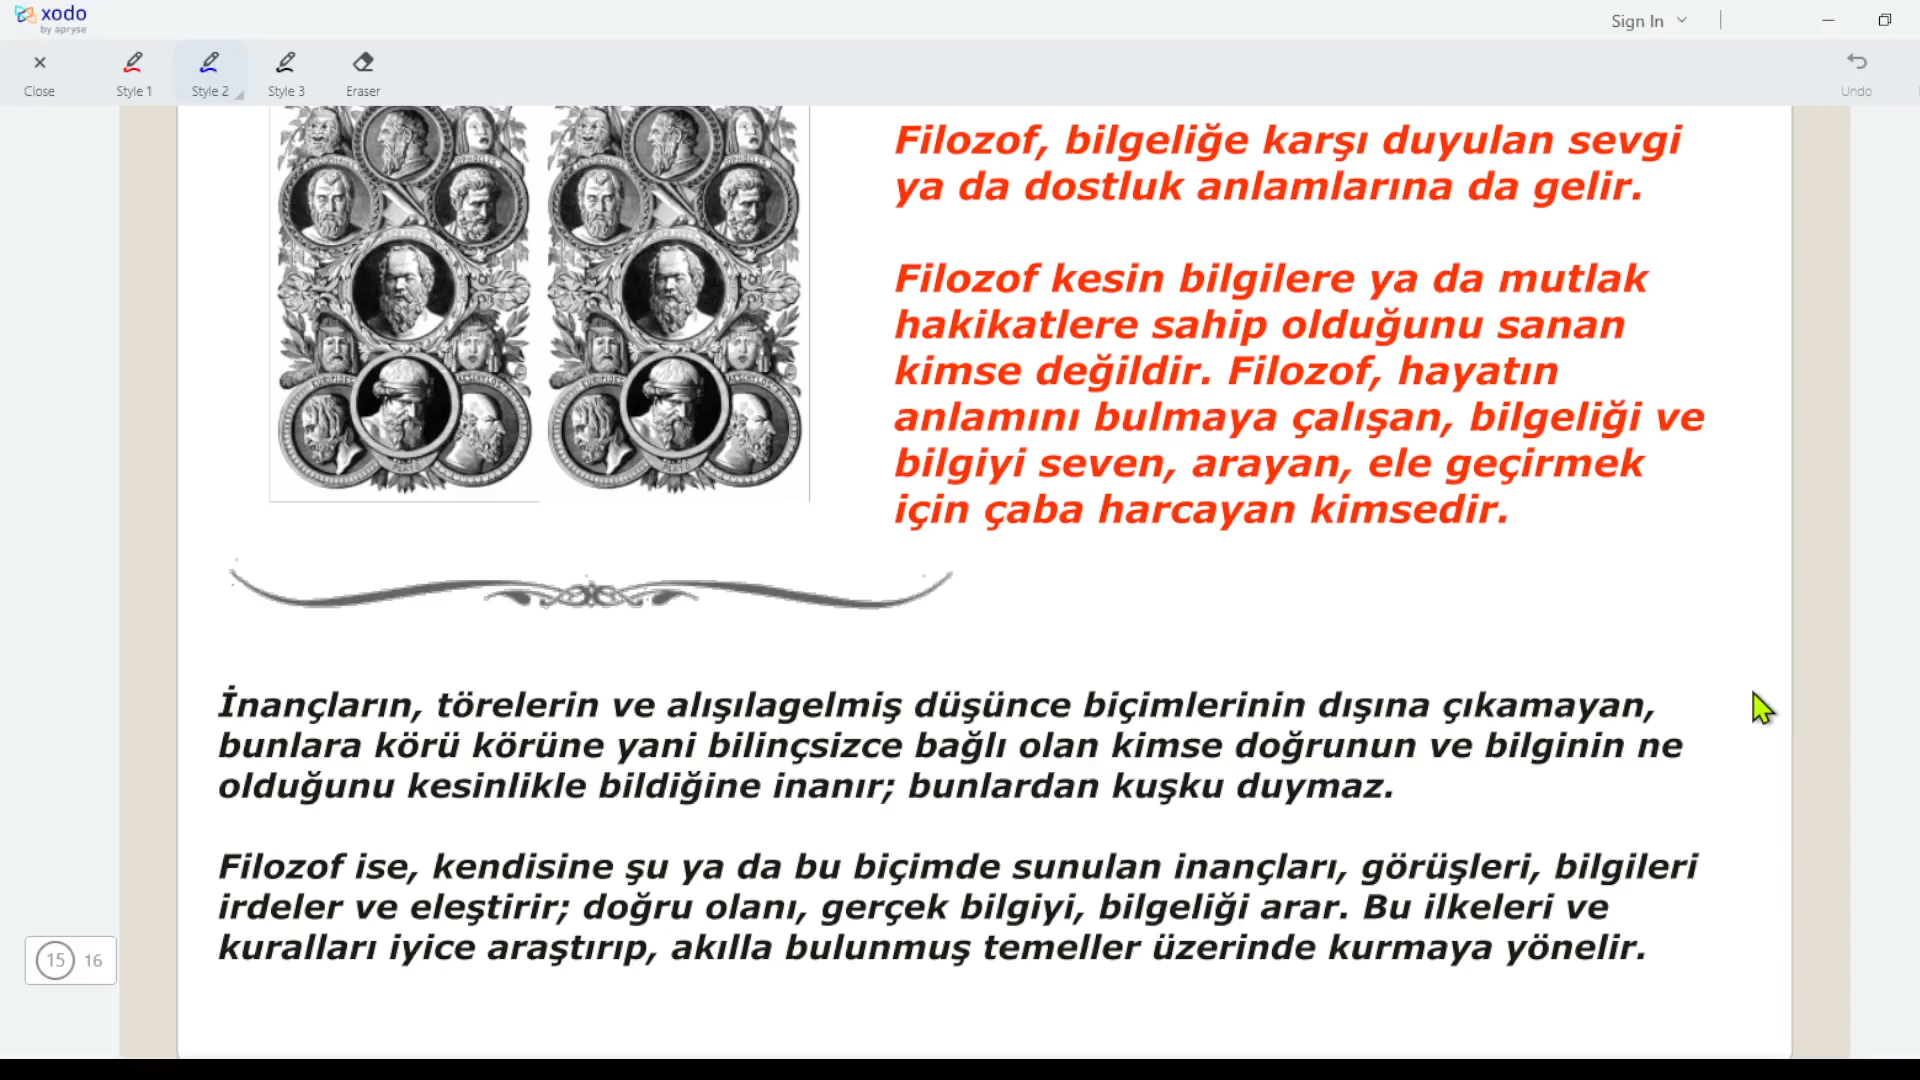 xodo
by apryse
Sign In
Close
Style 1
Style 2
Style 3
Eraser
Undo
Filozof, bilgeliğe karşı duyulan sevgi
ya da dostluk anlamlarına da gelir.
Filozof kesin bilgilere ya da mutlak
hakikatlere sahip olduğunu sanan
kimse değildir. Filozof, hayatın
anlamını bulmaya çalışan, bilgeliği ve
bilgiyi seven, arayan, ele geçirmek
için çaba harcayan kimsedir.
İnançların, törelerin ve alışılagelmiş düşünce biçimlerinin dışına çıkamayan,
bunlara körü körüne yani bilinçsizce bağlı olan kimse doğrunun ve bilginin ne
olduğunu kesinlikle bildiğine inanır; bunlardan kuşku duymaz.
Filozof ise, kendisine şu ya da bu biçimde sunulan inançları, görüşleri, bilgileri
irdeler ve eleştirir; doğru olanı, gerçek bilgiyi, bilgeliği arar. Bu ilkeleri ve
kuralları iyice araştırıp, akılla bulunmuş temeller üzerinde kurmaya yönelir.
15 16